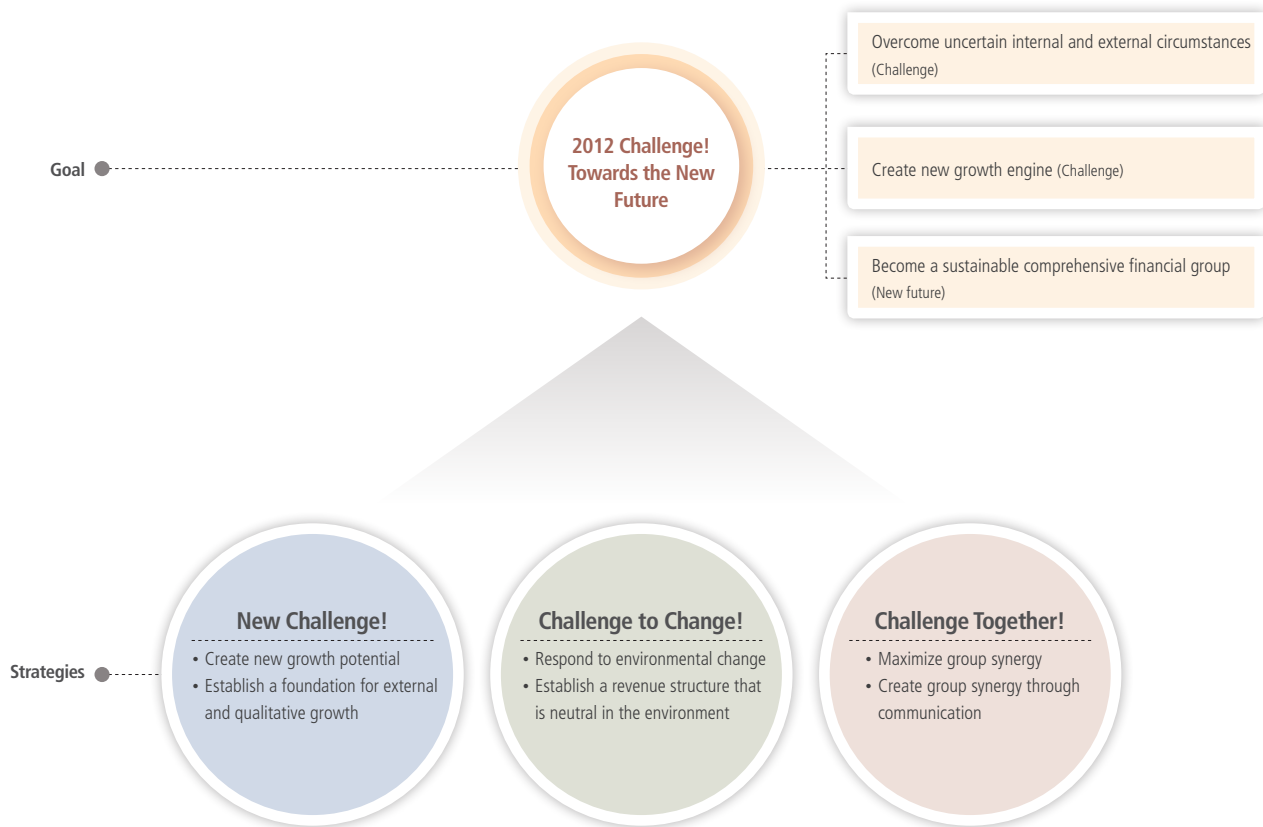 Goal
2012 Challenge!
Towards the New
Future
Overcome uncertain internal and external circumstances
(Challenge)
Create new growth engine (Challenge)
Become a sustainable comprehensive financial group
(New future)
Strategies
New Challenge!
• Create new growth potential
• Establish a foundation for external
and qualitative growth
Challenge to Change!
• Respond to environmental change
• Establish a revenue structure that
is neutral in the environment
Challenge Together!
• Maximize group synergy
• Create group synergy through
communication